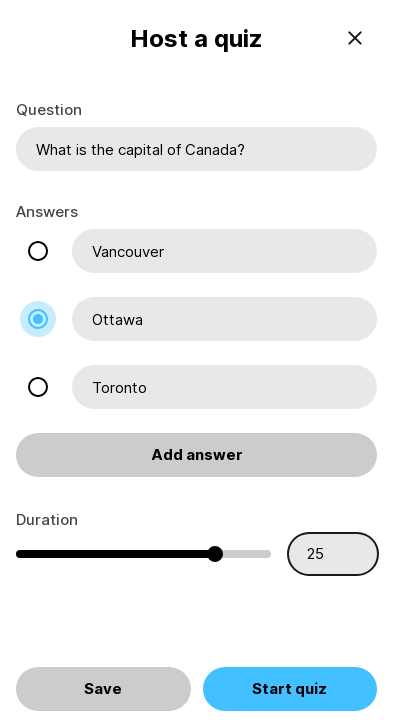 Host a quiz
Question
What is the capital of Canada?
Answers
Vancouver
Ottawa
Toronto
Add answer
Duration
25
Save
Start quiz